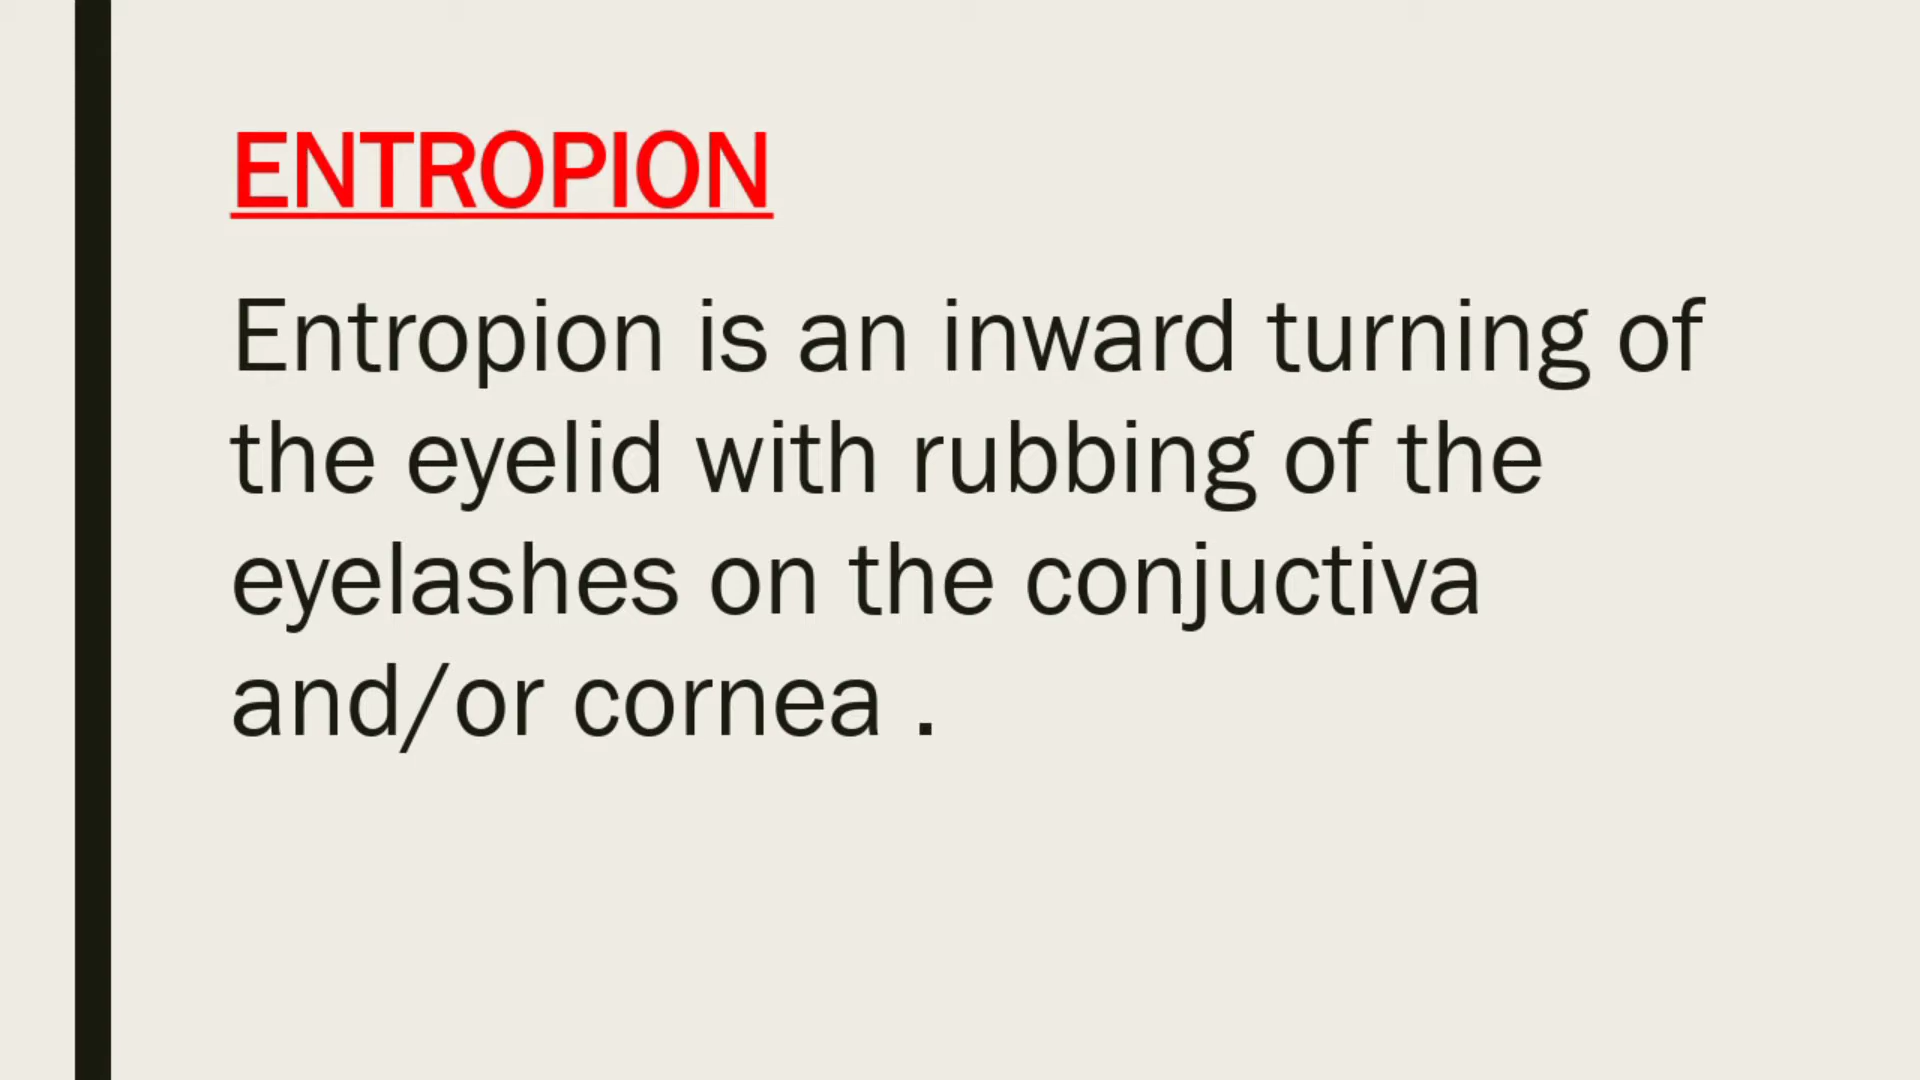 ENTROPION
Entropion is an inward turning of
the eyelid with rubbing of the
eyelashes on the conjuctiva
and/or cornea .